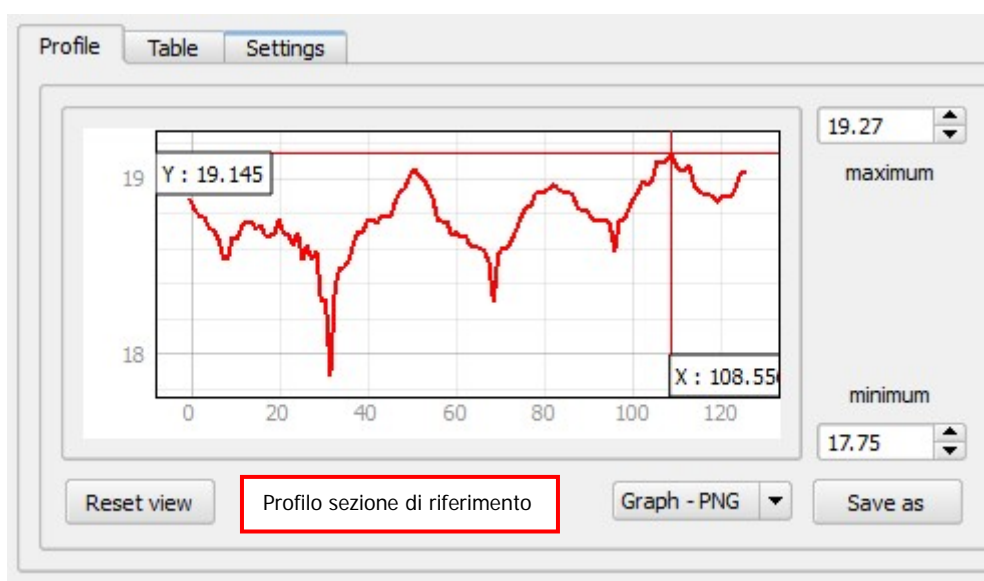 Profile Table Settings
19.27
maximum
19
Y : 19.145
18
X : 108.55
0 20 40 60 80 100 120
minimum
17.75
Reset view
Profilo sezione di riferimento
Graph - PNG
Save as